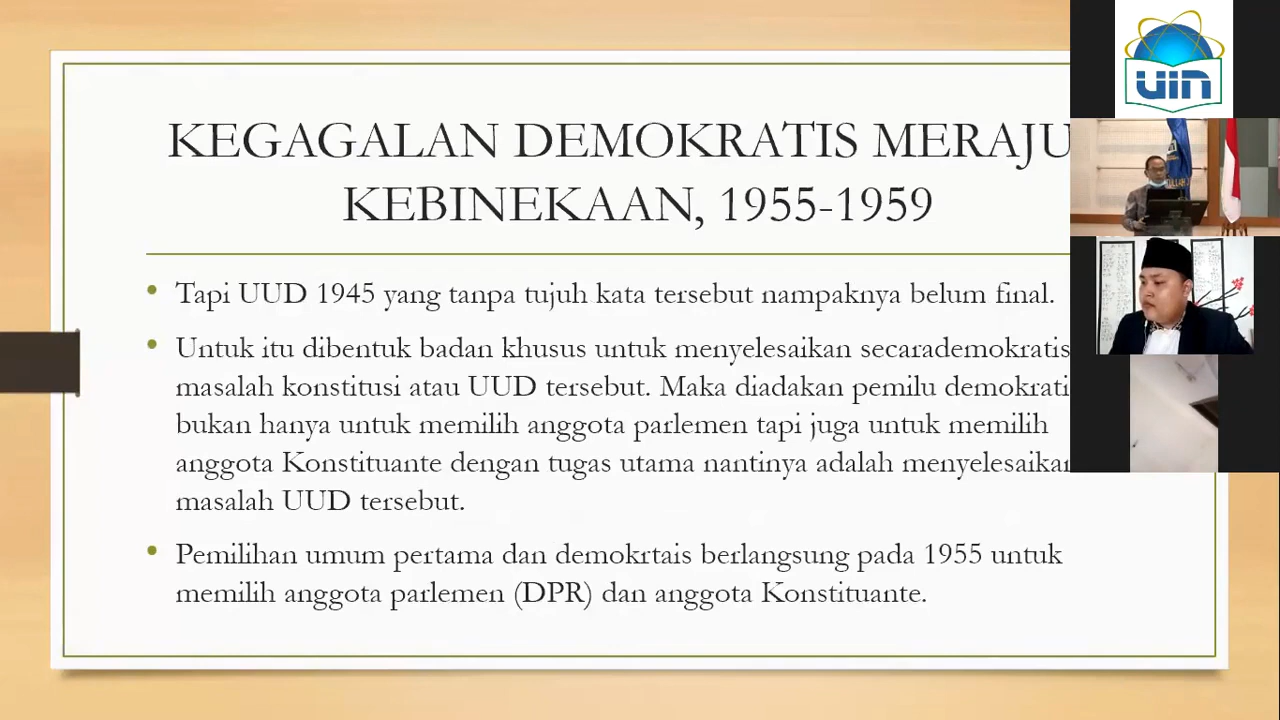 KEGAGALAN DEMOKRATIS MERAJU
KEBINEKAAN, 1955-1959
• Tapi UUD 1945 yang tanpa tujuh kata tersebut nampaknya belum final.
• Untuk itu dibentuk badan khusus untuk menyelesaikan secarademokratis
masalah konstitusi atau UUD tersebut. Maka diadakan pemilu demokrati
bukan hanya untuk memilih anggota parlemen tapi juga untuk memilih
anggota Konstituante dengan tugas utama nantinya adalah menyelesaikan
masalah UUD tersebut.
• Pemilihan umum pertama dan demokrtais berlangsung pada 1955 untuk
memilih anggota parlemen (DPR) dan anggota Konstituante.
UIN